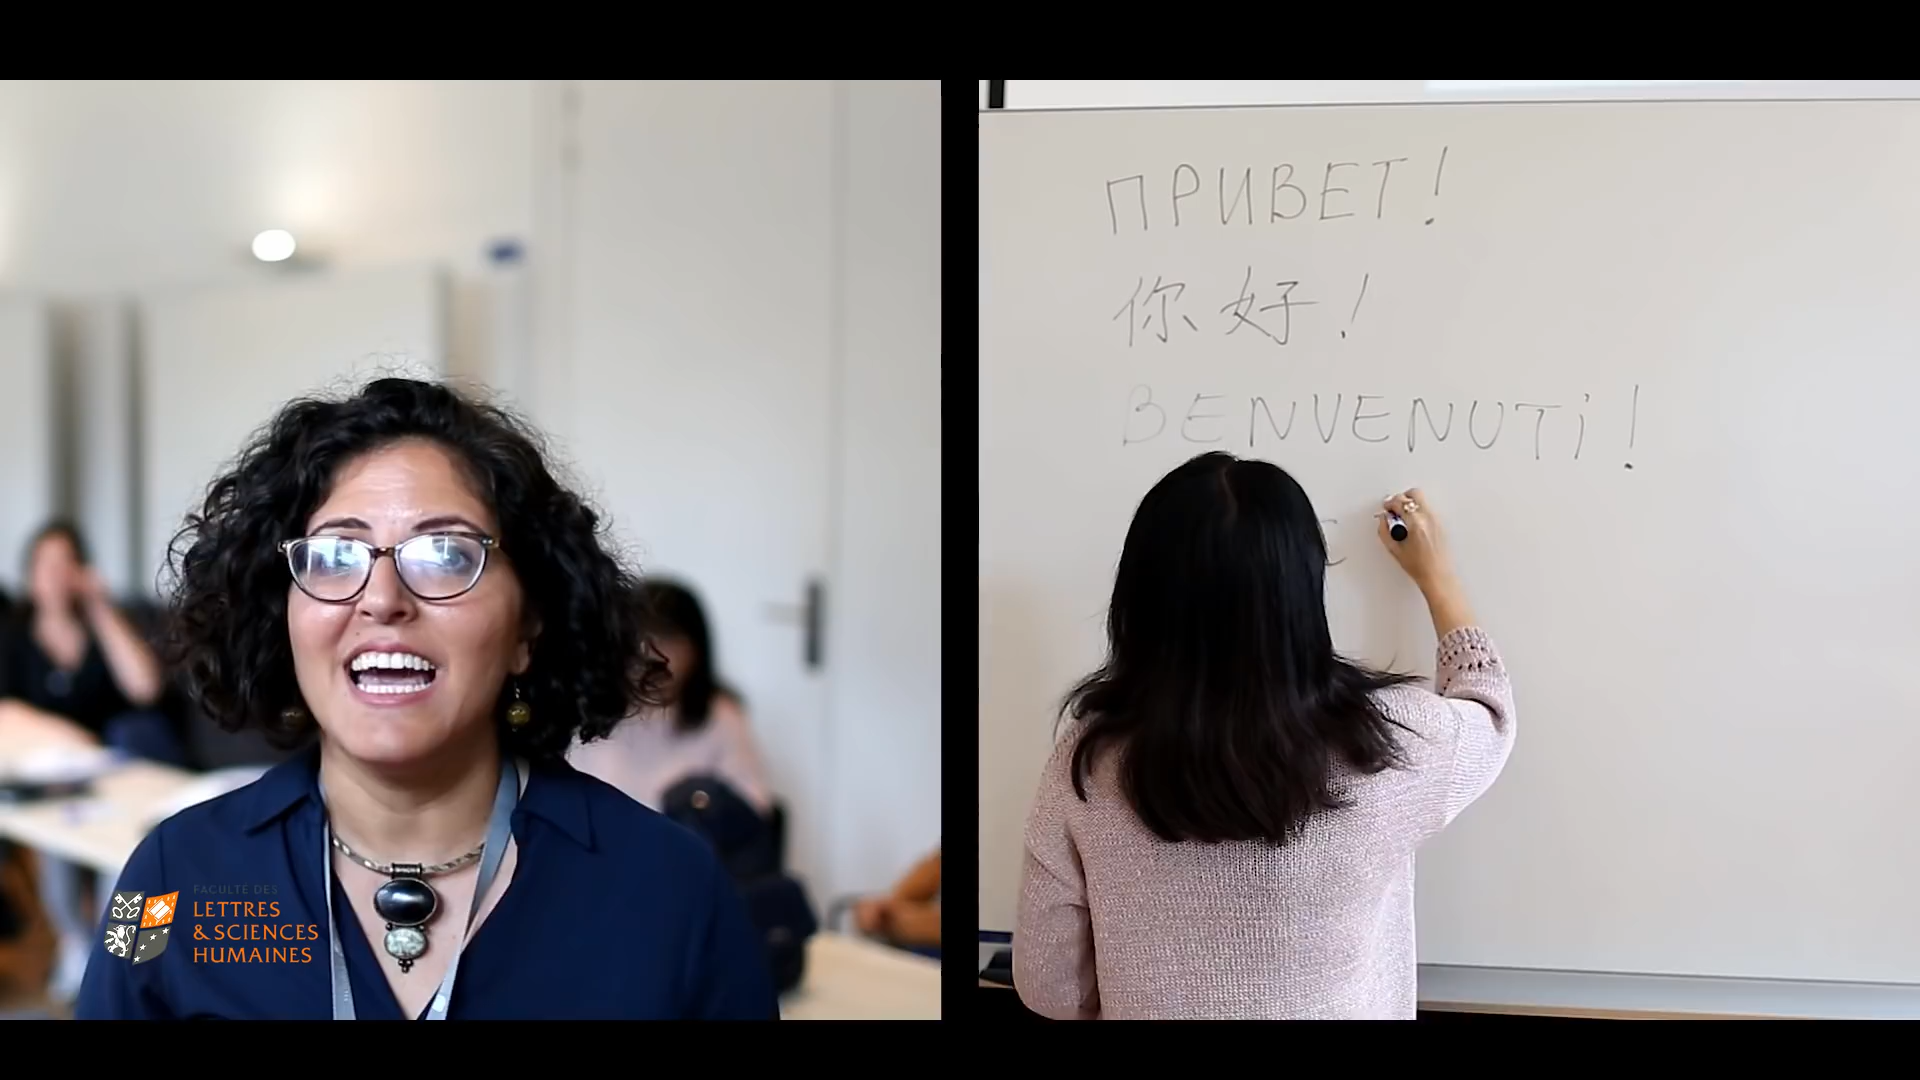 FACULTÉ DES
LETTRES
& SCIENCES
HUMAINES
ПРИВЕТ!
你好!
BENVENUTi!